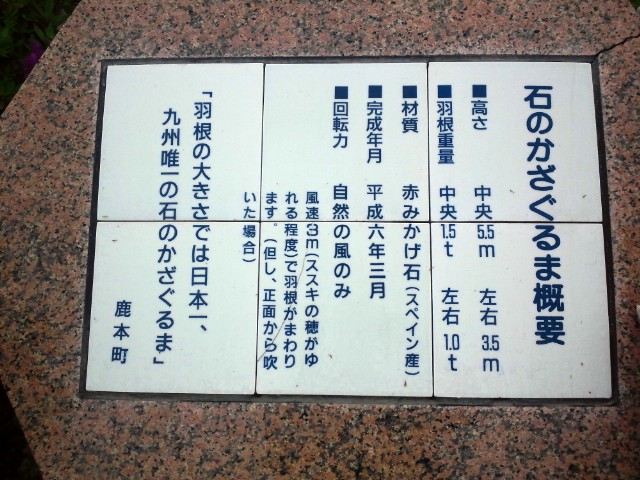 石のかざぐるま概要
■高さ 中央5.5m 左右3.5m
■羽根重量 中央1.5t 左右1.0t
■材質 赤みかげ石(スペイン産)
■完成年月 平成六年三月
■回転力 自然の風のみ
風速3m(ススキの穂がゆ
れる程度)で羽根がまわり
ます。(但し、正面から吹
いた場合)
「羽根の大きさでは日本一、
九州唯一の石のかざぐるま」
鹿本町